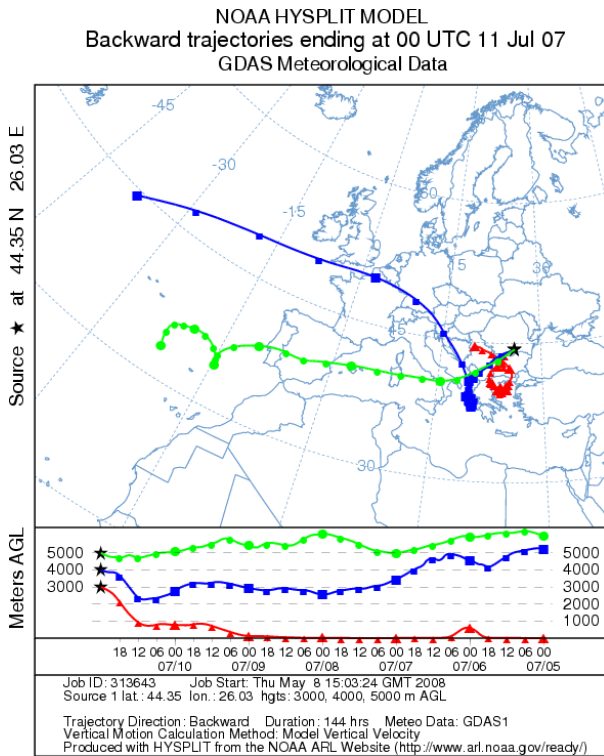 NOAA HYSPLIT MODEL
Backward trajectories ending at 00 UTC 11 Jul 07
GDAS Meteorological Data
Source ★ at 44.35 N 26.03 E
-45
-30
-15
60
5
30
45
15
30
Meters AGL
5000
4000
3000
5000
4000
3000
2000
1000
18 12 06 00 18 12 06 00 18 12 06 00 18 12 06 00 18 12 06 00 18 12 06 00
07/10 07/09 07/08 07/07 07/06 07/05
Job ID: 313643 Job Start: Thu May 8 15:03:24 GMT 2008
Source 1 lat.: 44.35 lon.: 26.03 hgts: 3000, 4000, 5000 m AGL
Trajectory Direction: Backward Duration: 144 hrs Meteo Data: GDAS1
Vertical Motion Calculation Method: Model Vertical Velocity
Produced with HYSPLIT from the NOAA ARL Website (http://www.arl.noaa.gov/ready/)